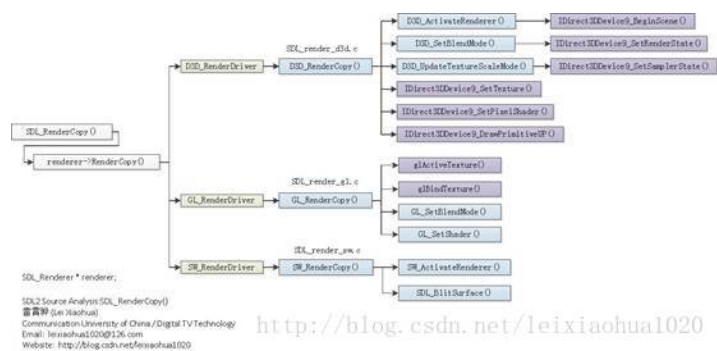 SDL_RenderCopy()
renderer->RenderCopy()
D3D_RenderDriver
SDL_render_d3d.c
D3D_RenderCopy()
D3D_ActivateRenderer()
IDirect3DDevice9_BeginScene()
D3D_SetBlendMode()
IDirect3DDevice9_SetRenderState()
D3D_UpdateTextureScaleMode()
IDirect3DDevice9_SetSamplerState()
IDirect3DDevice9_SetTexture()
IDirect3DDevice9_SetPixelShader()
IDirect3DDevice9_DrawPrimitiveUP()
GL_RenderDriver
SDL_render_gl.c
GL_RenderCopy()
glActiveTexture()
glBindTexture()
GL_SetBlendMode()
GL_SetShader()
SW_RenderDriver
SDL_render_sw.c
SW_RenderCopy()
SW_ActivateRenderer()
SDL_BlitSurface()
SDL_Renderer * renderer;
SDL2 Source Analysis:SDL_RenderCopy()
雷霄骅 (Lei Xiaohua)
Communication University of China / Digital TV Technology
Email: leixiaohua1020@126.com
Website: http://blog.csdn.net/leixiaohua1020
http://blog.csdn.net/leixiaohua1020